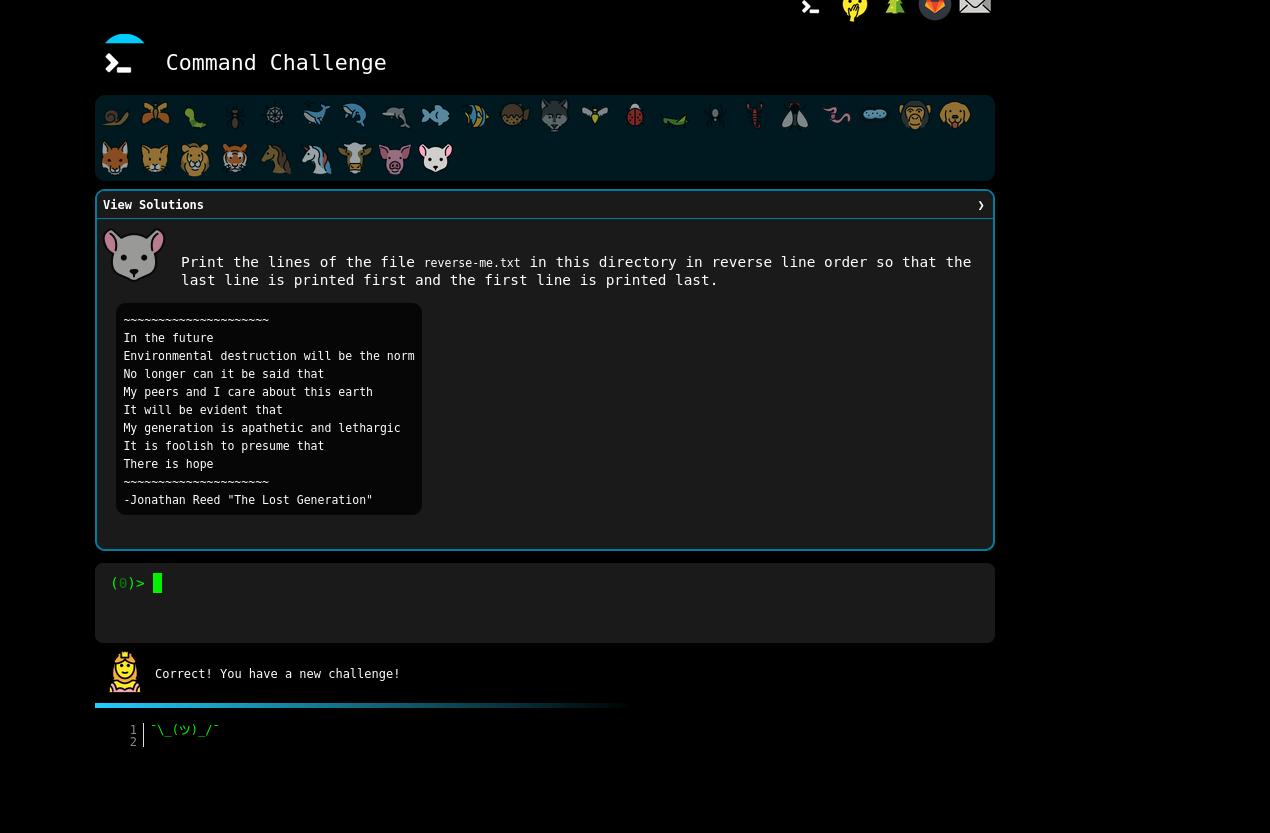 Command Challenge
View Solutions ❯
Print the lines of the file reverse-me.txt in this directory in reverse line order so that the
last line is printed first and the first line is printed last.
~~~~~~~~~~~~~~~~~~~~~
In the future
Environmental destruction will be the norm
No longer can it be said that
My peers and I care about this earth
It will be evident that
My generation is apathetic and lethargic
It is foolish to presume that
There is hope
~~~~~~~~~~~~~~~~~~~~~
-Jonathan Reed "The Lost Generation"
(0)>
Correct! You have a new challenge!
1 ¯\_(ツ)_/¯
2